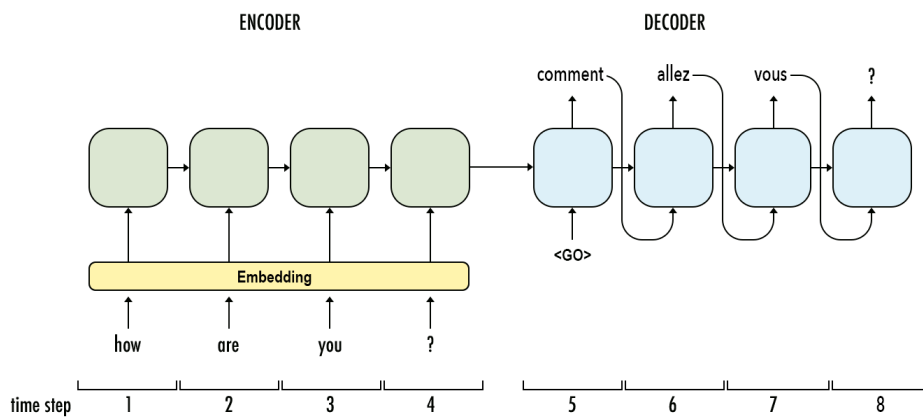 ENCODER DECODER
comment allez vous ?
<GO>
Embedding
how are you ?
time step 1 2 3 4 5 6 7 8